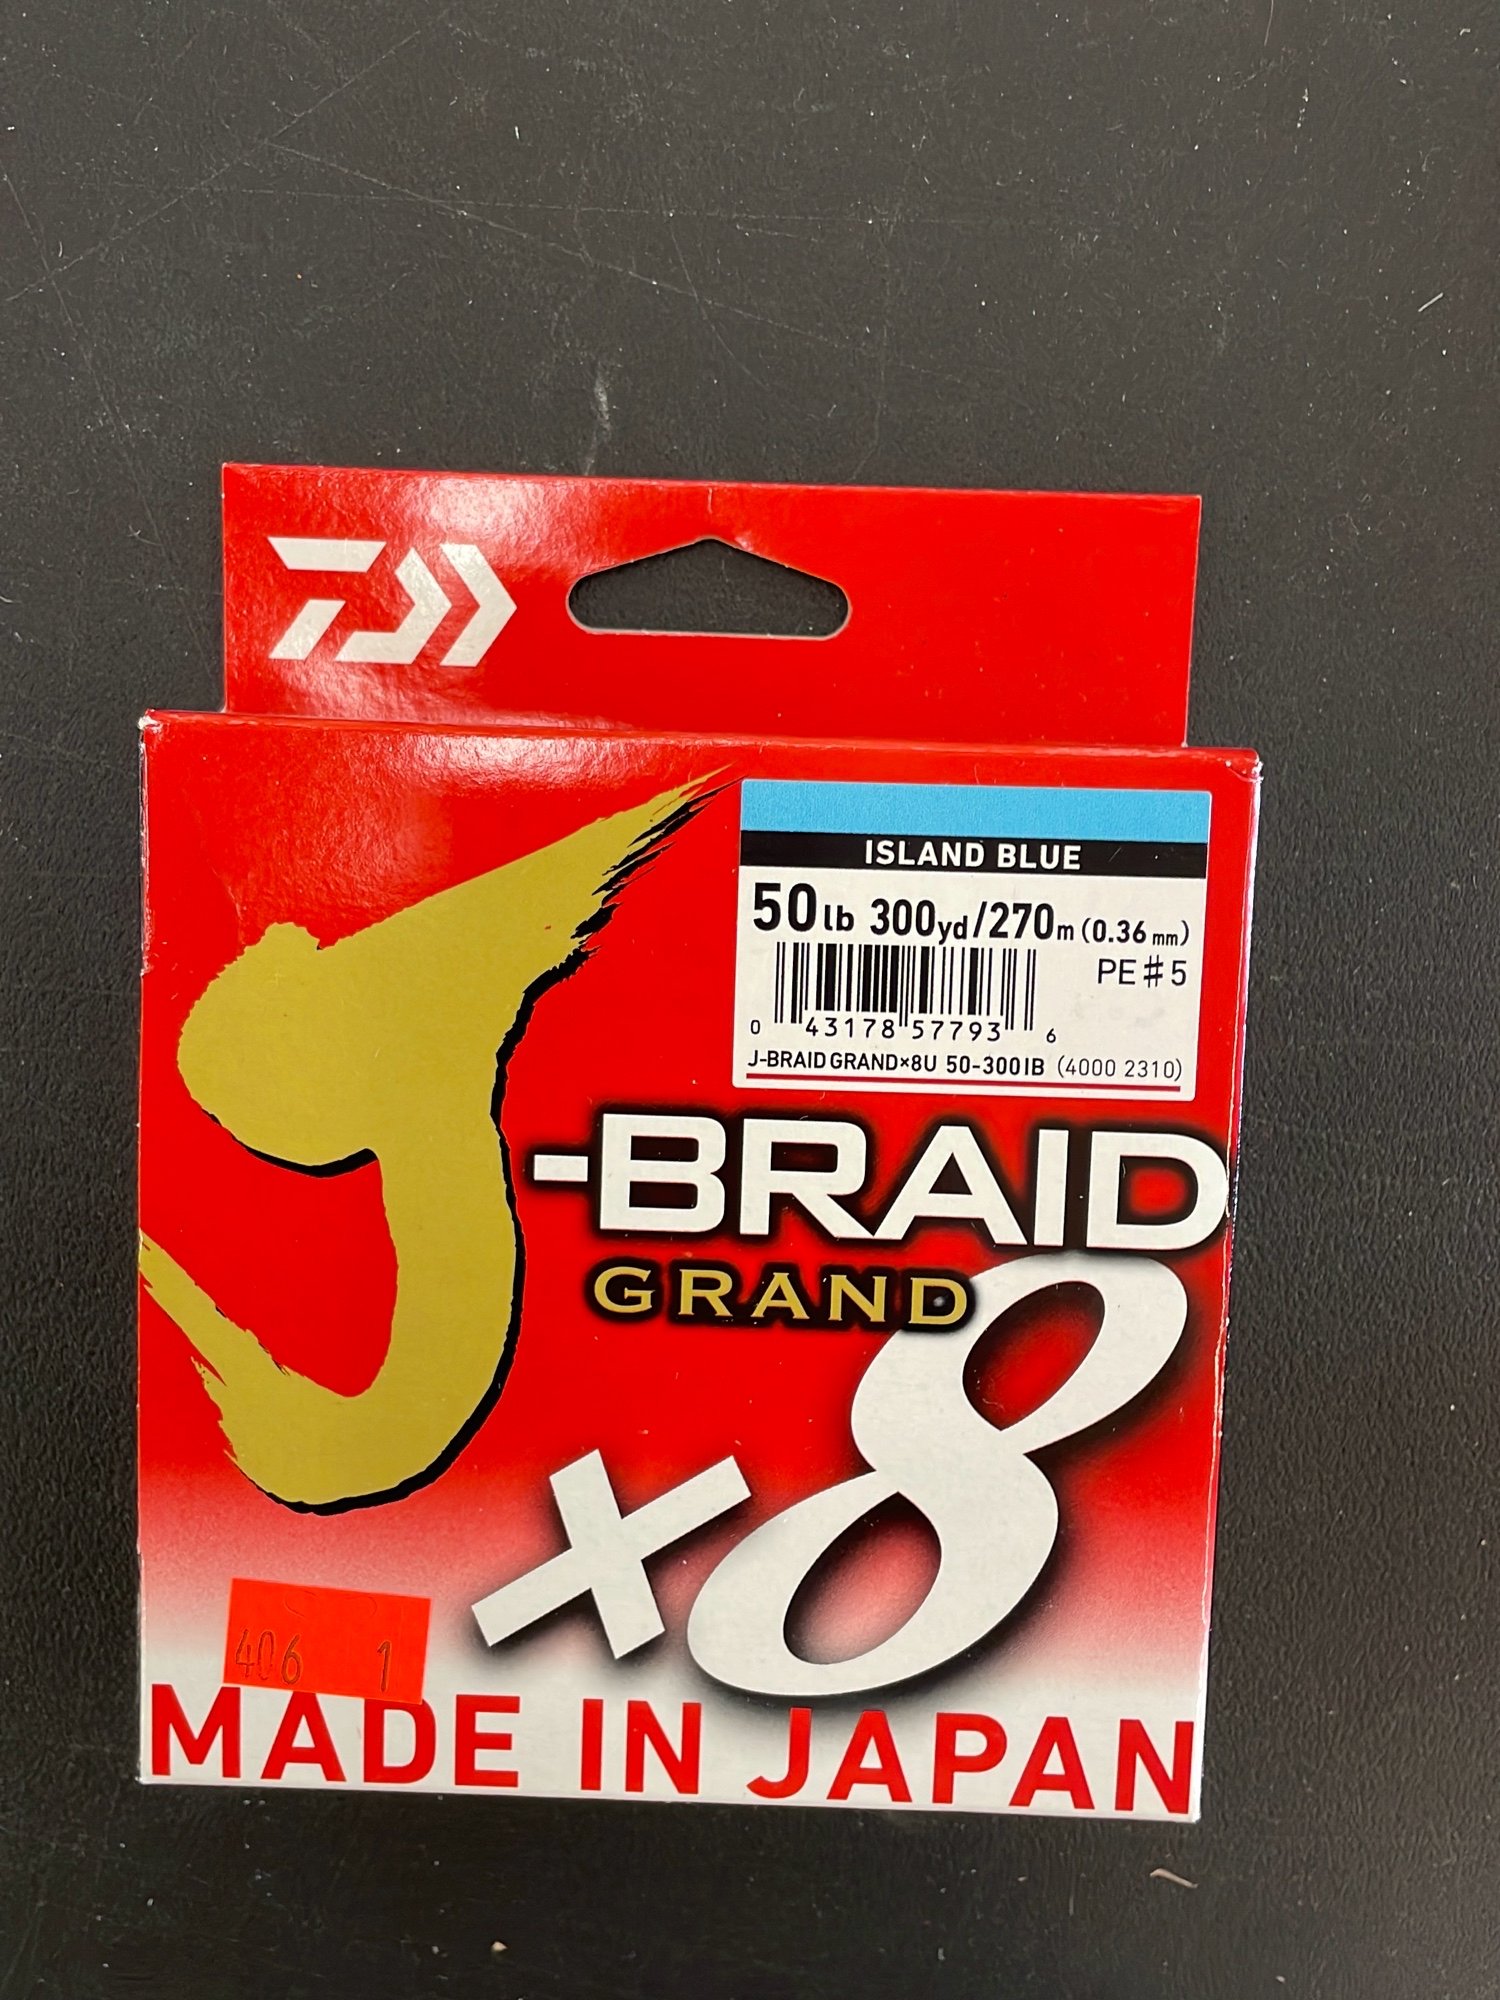 ISLAND BLUE
50lb 300yd/270m (0.36mm)
PE#5
0 43178 57793 6
J-BRAID GRAND×8U 50-300IB (4000 2310)
J-BRAID
GRAND
×8
406 1
MADE IN JAPAN